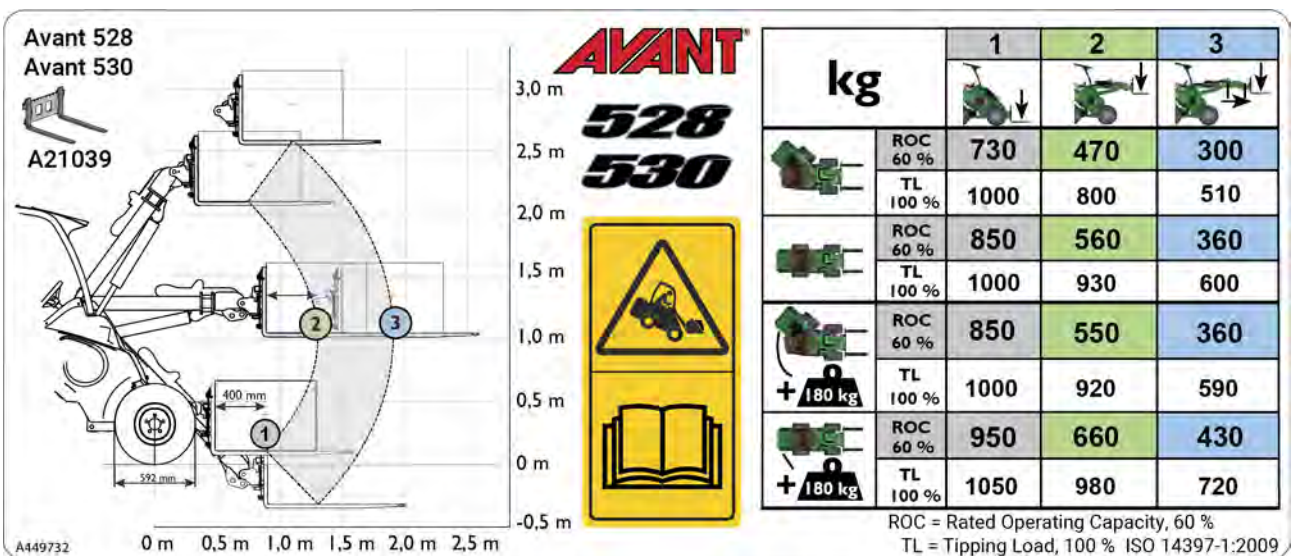 Avant 528
Avant 530
A21039
3,0 m
2,5 m
2,0 m
1,5 m
1,0 m
0,5 m
0 m
-0,5 m
2
3
400 mm
1
592 mm
A449732
0 m 0,5 m 1,0 m 1,5 m 2,0 m 2,5 m
AVANT®
528
530
kg 1 2 3
ROC 60 % 730 470 300
TL 100 % 1000 800 510
ROC 60 % 850 560 360
TL 100 % 1000 930 600
ROC 60 % 850 550 360
+ 180 kg TL 100 % 1000 920 590
ROC 60 % 950 660 430
+ 180 kg TL 100 % 1050 980 720
ROC = Rated Operating Capacity, 60 %
TL = Tipping Load, 100 % ISO 14397-1:2009